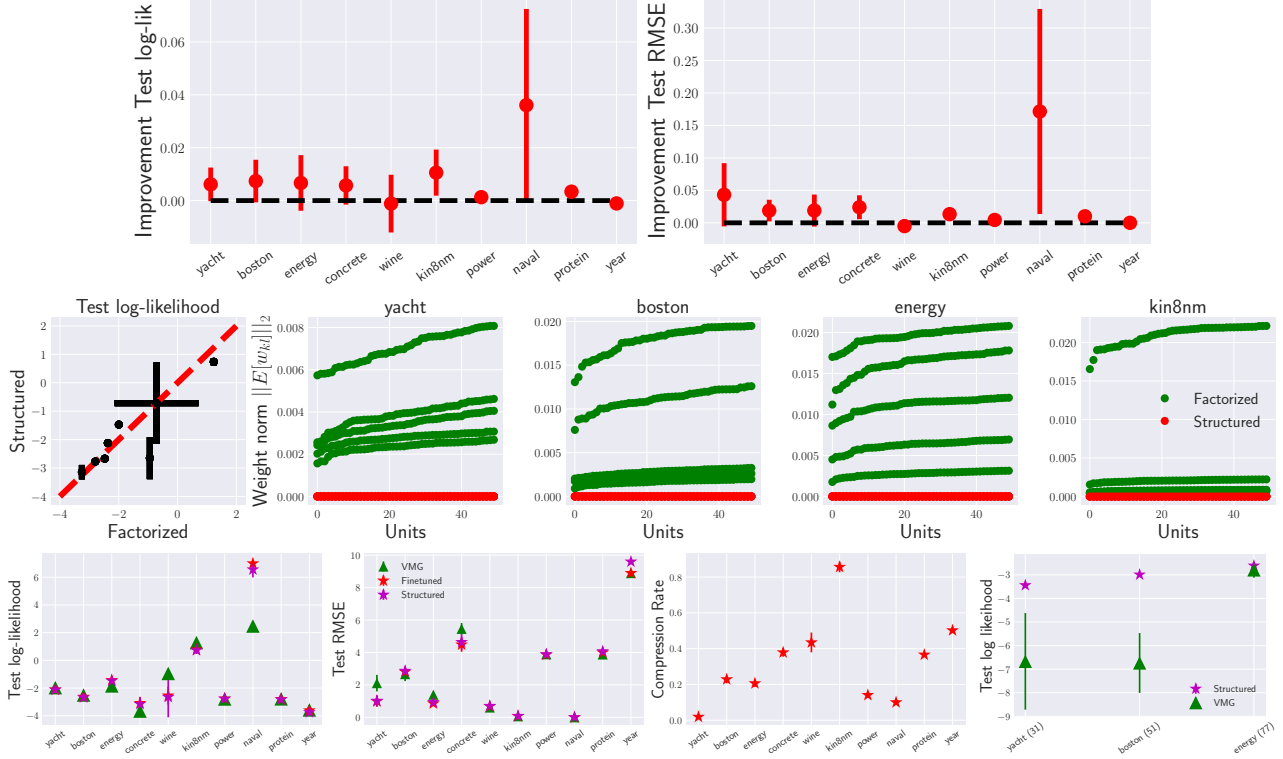 Improvement Test log-lik
0.06
0.04
0.02
0.00
yacht
boston
energy
concrete
wine
kin8nm
power
naval
protein
year
Improvement Test RMSE
0.30
0.25
0.20
0.15
0.10
0.05
0.00
yacht
boston
energy
concrete
wine
kin8nm
power
naval
protein
year
Test log-likelihood
Structured
2
1
0
−1
−2
−3
−4
−4
−2
0
2
Factorized
yacht
Weight norm ||E[w_{kl}]||_2
0.008
0.006
0.004
0.002
0.000
0
20
40
Units
boston
0.020
0.015
0.010
0.005
0.000
0
20
40
Units
energy
0.020
0.015
0.010
0.005
0.000
0
20
40
Units
kin8nm
0.020
0.015
0.010
0.005
0.000
Factorized
Structured
0
20
40
Units
Test log-likelihood
6
4
2
0
−2
−4
yacht
boston
energy
concrete
wine
kin8nm
power
naval
protein
year
Test RMSE
10
8
6
4
2
0
VMG
Finetuned
Structured
yacht
boston
energy
concrete
wine
kin8nm
power
naval
protein
year
Compression Rate
0.8
0.6
0.4
0.2
0.0
yacht
boston
energy
concrete
wine
kin8nm
power
naval
protein
year
Test log likeihood
−3
−4
−5
−6
−7
−8
−9
Structured
VMG
yacht (31)
boston (51)
energy (77)